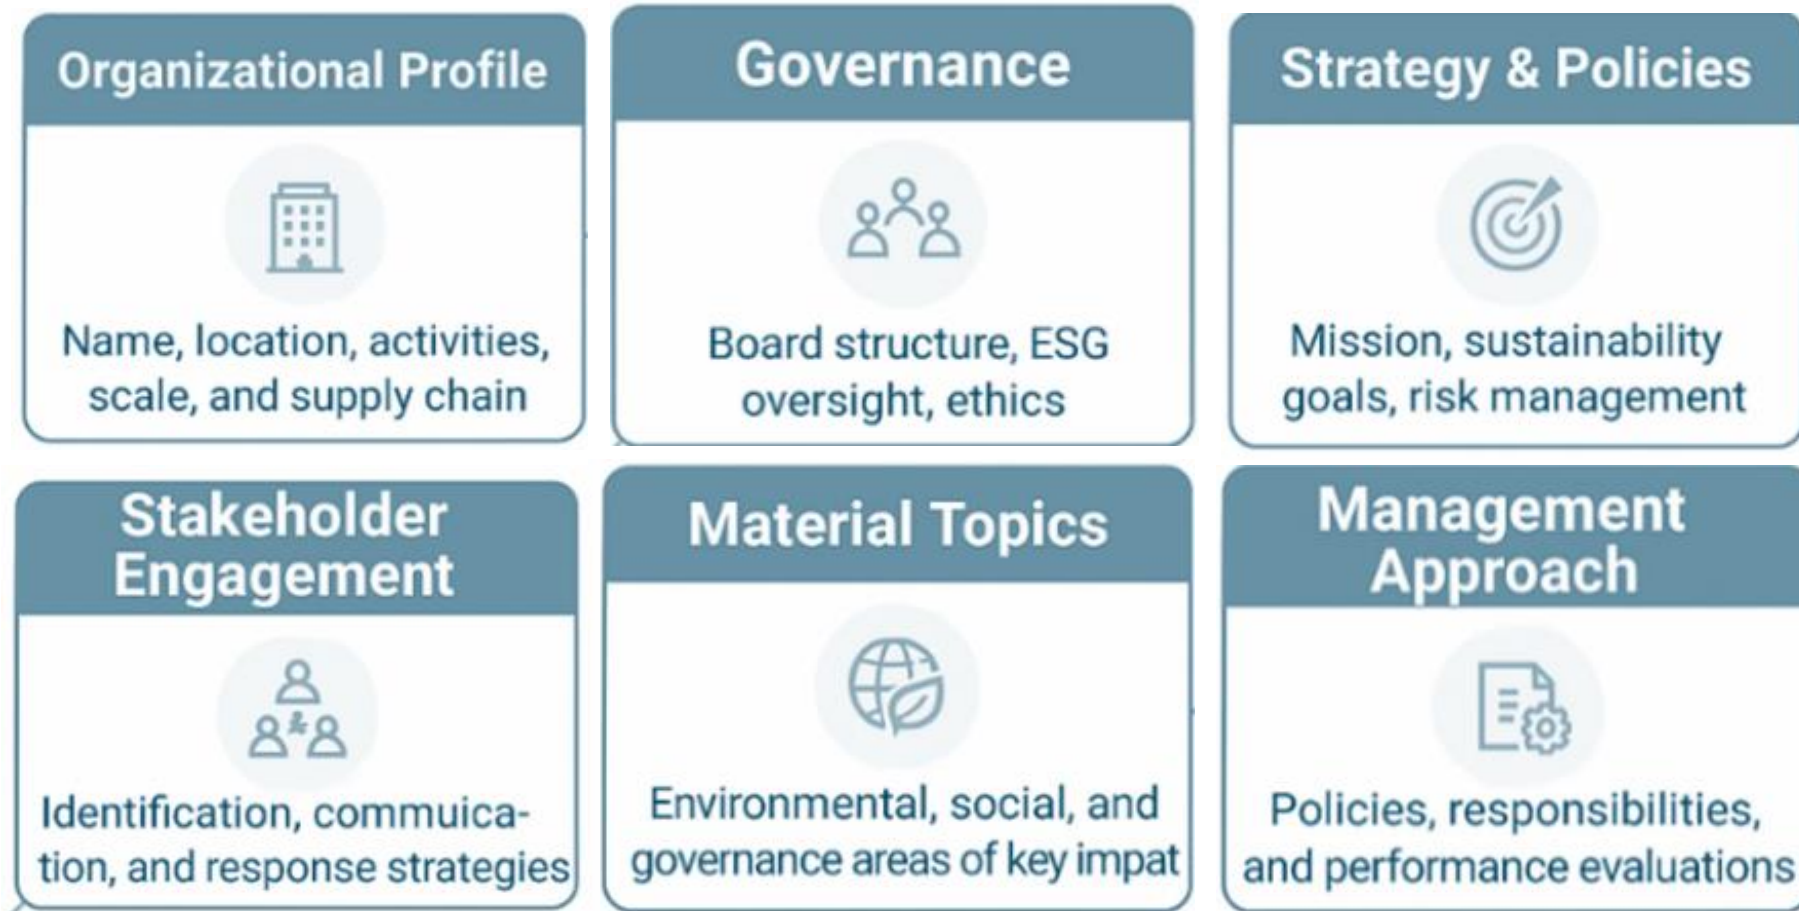 Organizational Profile
Name, location, activities,
scale, and supply chain
Governance
Board structure, ESG
oversight, ethics
Strategy & Policies
Mission, sustainability
goals, risk management
Stakeholder
Engagement
Identification, commuica-
tion, and response strategies
Material Topics
Environmental, social, and
governance areas of key impat
Management
Approach
Policies, responsibilities,
and performance evaluations